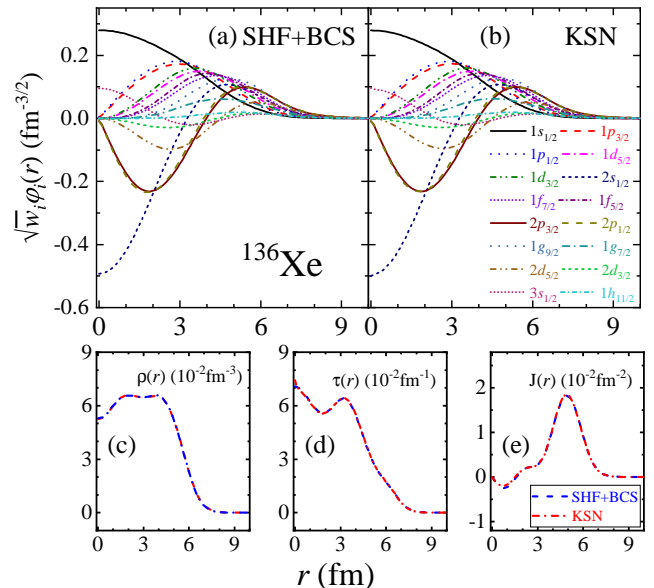 (a) SHF+BCS
(b) KSN
0.2
0.0
-0.2
-0.4
-0.6
√w̅ᵢφᵢ(r) (fm⁻³ᐟ²)
¹³⁶Xe
1s₁/₂ 1p₃/₂
1p₁/₂ 1d₅/₂
1d₃/₂ 2s₁/₂
1f₇/₂ 1f₅/₂
2p₃/₂ 2p₁/₂
1g₉/₂ 1g₇/₂
2d₅/₂ 2d₃/₂
3s₁/₂ 1h₁₁/₂
0 3 6 9 0 3 6 9
9
6
3
0
ρ(r) (10⁻²fm⁻³)
(c)
0 3 6 9
9
6
3
0
τ(r) (10⁻²fm⁻¹)
(d)
0 3 6 9
2
1
0
-1
J(r) (10⁻²fm⁻²)
(e)
SHF+BCS
KSN
0 3 6 9
r (fm)